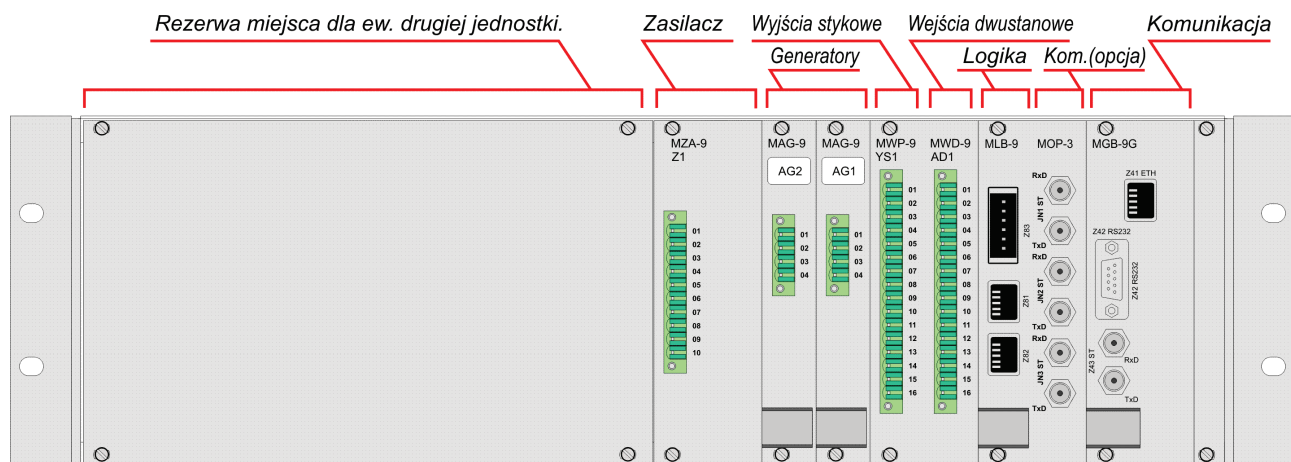 Rezerwa miejsca dla ew. drugiej jednostki.
Zasilacz
Wyjścia stykowe
Wejścia dwustanowe
Komunikacja
Generatory
Logika
Kom.(opcja)
MZA-9
Z1
01
02
03
04
05
06
07
08
09
10
MAG-9
AG2
01
02
03
04
MAG-9
AG1
01
02
03
04
MWP-9
YS1
01
02
03
04
05
06
07
08
09
10
11
12
13
14
15
16
MWD-9
AD1
01
02
03
04
05
06
07
08
09
10
11
12
13
14
15
16
MLB-9
Z83
Z81
Z82
MOP-3
RxD
JN1 ST
TxD
RxD
JN2 ST
TxD
RxD
JN3 ST
TxD
MGB-9G
Z41 ETH
Z42 RS232
Z42 RS232
Z43 ST
RxD
TxD